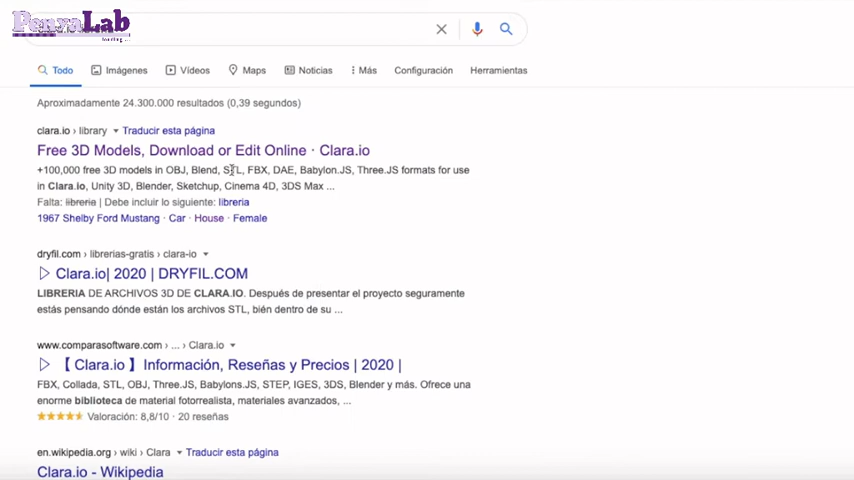 PenyaLab
Todo
Imágenes
Vídeos
Maps
Noticias
Más
Configuración
Herramientas
Aproximadamente 24.300.000 resultados (0,39 segundos)
clara.io › library Traducir esta página
Free 3D Models, Download or Edit Online · Clara.io
+100,000 free 3D models in OBJ, Blend, STL, FBX, DAE, Babylon.JS, Three.JS formats for use
in Clara.io, Unity 3D, Blender, Sketchup, Cinema 4D, 3DS Max ...
Falta: libreria | Debe incluir lo siguiente: libreria
1967 Shelby Ford Mustang · Car · House · Female
dryfil.com › librerias-gratis › clara-io
▷ Clara.io| 2020 | DRYFIL.COM
LIBRERIA DE ARCHIVOS 3D DE CLARA.IO. Después de presentar el proyecto seguramente
estás pensando dónde están los archivos STL, bién dentro de su ...
www.comparasoftware.com › ... › Clara.io
▷ 【 Clara.io 】 Información, Reseñas y Precios | 2020 |
FBX, Collada, STL, OBJ, Three.JS, Babylons.JS, STEP, IGES, 3DS, Blender y más. Ofrece una
enorme biblioteca de material fotorrealista, materiales avanzados, ...
Valoración: 8,8/10 · 20 reseñas
en.wikipedia.org › wiki › Clara Traducir esta página
Clara.io - Wikipedia